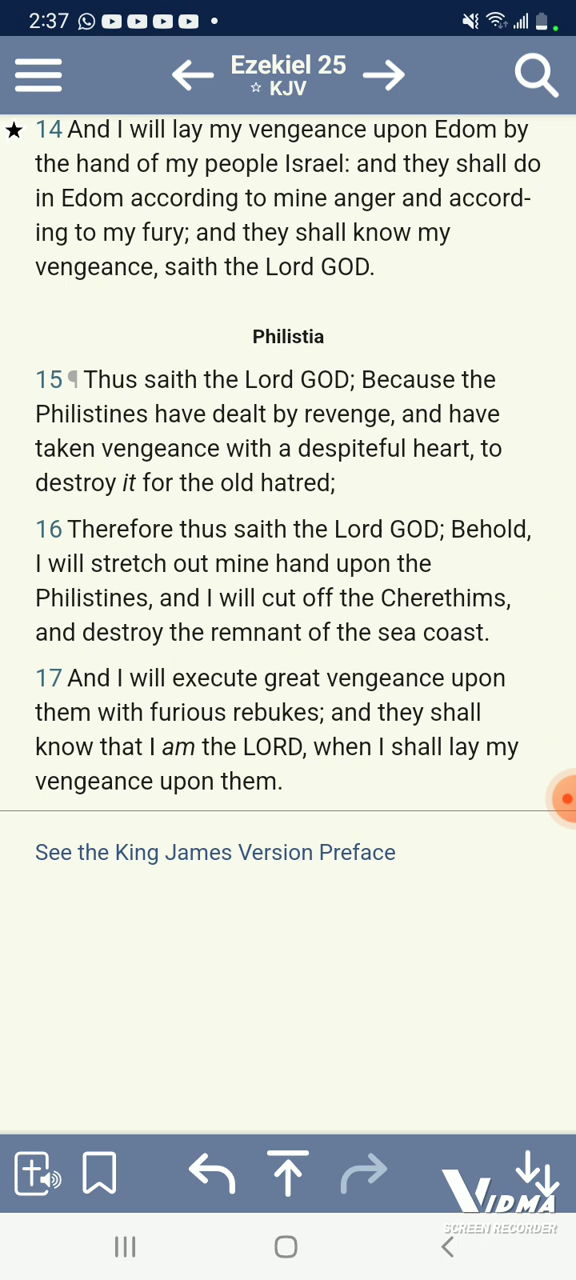 2:37
Ezekiel 25
☆ KJV
★ 14 And I will lay my vengeance upon Edom by
the hand of my people Israel: and they shall do
in Edom according to mine anger and accord-
ing to my fury; and they shall know my
vengeance, saith the Lord GOD.
Philistia
15 ¶ Thus saith the Lord GOD; Because the
Philistines have dealt by revenge, and have
taken vengeance with a despiteful heart, to
destroy it for the old hatred;
16 Therefore thus saith the Lord GOD; Behold,
I will stretch out mine hand upon the
Philistines, and I will cut off the Cherethims,
and destroy the remnant of the sea coast.
17 And I will execute great vengeance upon
them with furious rebukes; and they shall
know that I am the LORD, when I shall lay my
vengeance upon them.
See the King James Version Preface
VIDMA
SCREEN RECORDER